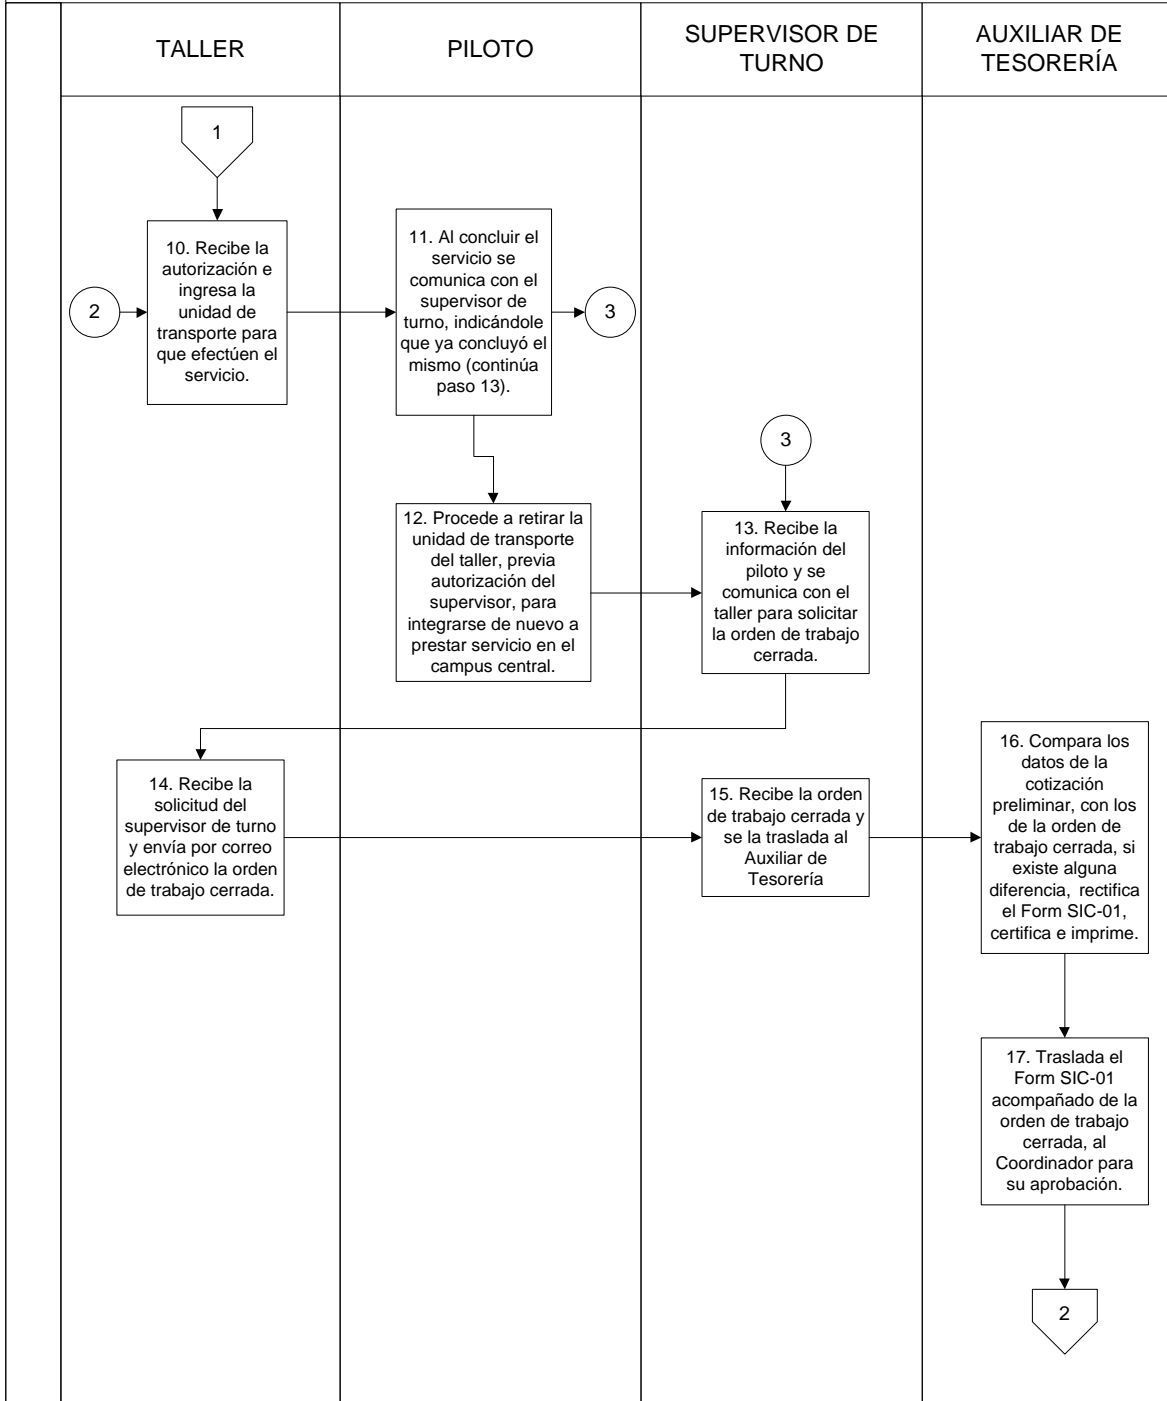 TALLER
PILOTO
SUPERVISOR DE
TURNO
AUXILIAR DE
TESORERÍA
1
10. Recibe la
autorización e
ingresa la
unidad de
transporte para
que efectúen el
servicio.
2
11. Al concluir el
servicio se
comunica con el
supervisor de
turno, indicándole
que ya concluyó el
mismo (continúa
paso 13).
3
3
12. Procede a retirar la
unidad de transporte
del taller, previa
autorización del
supervisor, para
integrarse de nuevo a
prestar servicio en el
campus central.
13. Recibe la
información del
piloto y se
comunica con el
taller para solicitar
la orden de trabajo
cerrada.
14. Recibe la
solicitud del
supervisor de turno
y envía por correo
electrónico la orden
de trabajo cerrada.
15. Recibe la orden
de trabajo cerrada y
se la traslada al
Auxiliar de
Tesorería
16. Compara los
datos de la
cotización
preliminar, con los
de la orden de
trabajo cerrada, si
existe alguna
diferencia, rectifica
el Form SIC-01,
certifica e imprime.
17. Traslada el
Form SIC-01
acompañado de la
orden de trabajo
cerrada, al
Coordinador para
su aprobación.
2